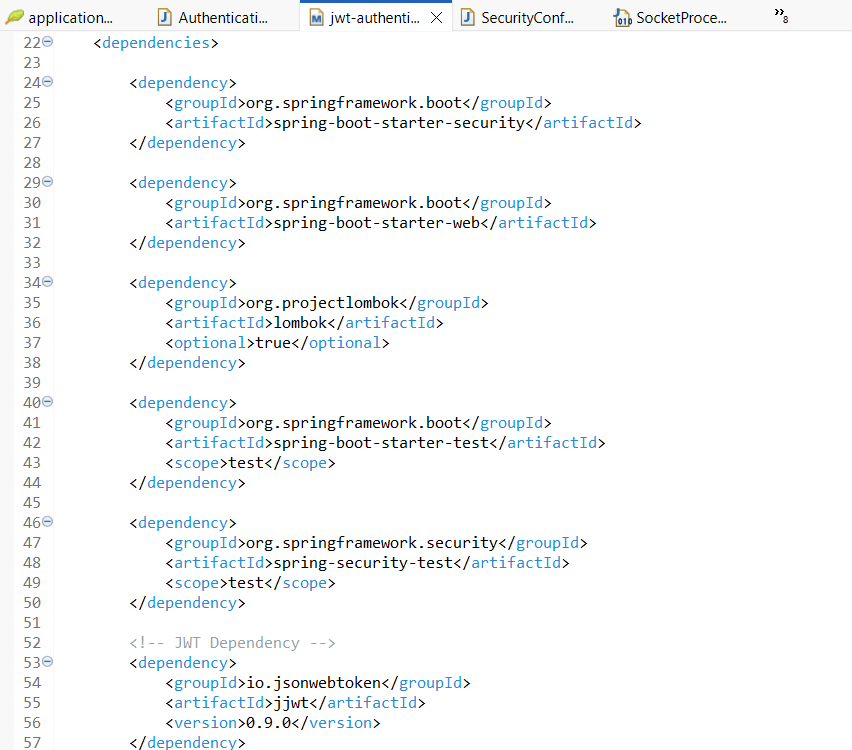 application... Authenticati... jwt-authenti... SecurityConf... SocketProce... »8
22 <dependencies>
23
24 <dependency>
25 <groupId>org.springframework.boot</groupId>
26 <artifactId>spring-boot-starter-security</artifactId>
27 </dependency>
28
29 <dependency>
30 <groupId>org.springframework.boot</groupId>
31 <artifactId>spring-boot-starter-web</artifactId>
32 </dependency>
33
34 <dependency>
35 <groupId>org.projectlombok</groupId>
36 <artifactId>lombok</artifactId>
37 <optional>true</optional>
38 </dependency>
39
40 <dependency>
41 <groupId>org.springframework.boot</groupId>
42 <artifactId>spring-boot-starter-test</artifactId>
43 <scope>test</scope>
44 </dependency>
45
46 <dependency>
47 <groupId>org.springframework.security</groupId>
48 <artifactId>spring-security-test</artifactId>
49 <scope>test</scope>
50 </dependency>
51
52 <!-- JWT Dependency -->
53 <dependency>
54 <groupId>io.jsonwebtoken</groupId>
55 <artifactId>jjwt</artifactId>
56 <version>0.9.0</version>
57 </dependency>